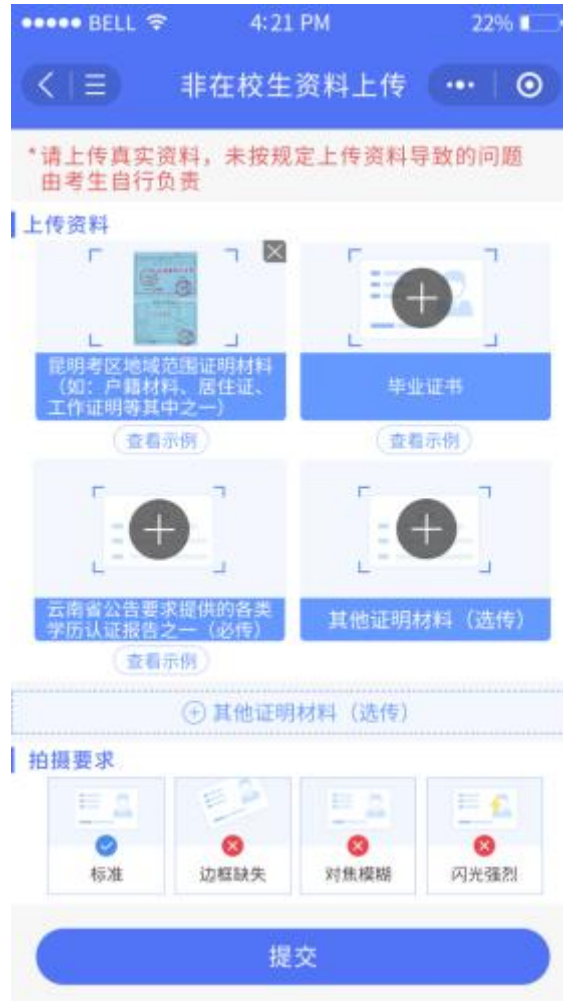 BELL 4:21 PM 22%
非在校生资料上传
*请上传真实资料，未按规定上传资料导致的问题
由考生自行负责
上传资料
昆明考区地域范围证明材料
（如：户籍材料、居住证、
工作证明等其中之一）
毕业证书
查看示例
查看示例
云南省公告要求提供的各类
学历认证报告之一（必传）
其他证明材料（选传）
查看示例
其他证明材料（选传）
拍摄要求
标准
边框缺失
对焦模糊
闪光强烈
提交